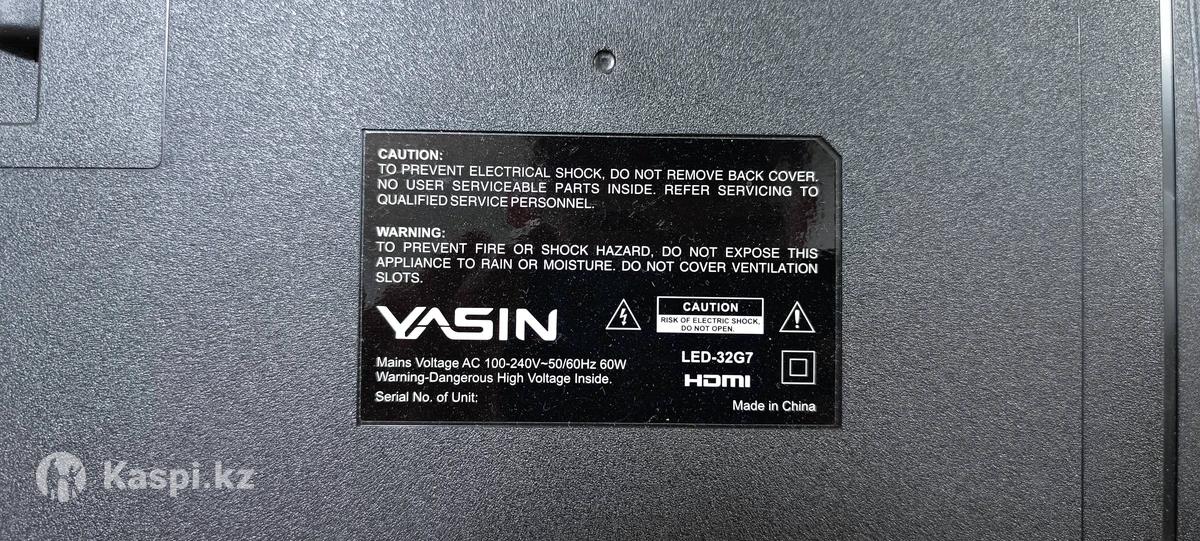 CAUTION:
TO PREVENT ELECTRICAL SHOCK, DO NOT REMOVE BACK COVER.
NO USER SERVICEABLE PARTS INSIDE. REFER SERVICING TO
QUALIFIED SERVICE PERSONNEL.
WARNING:
TO PREVENT FIRE OR SHOCK HAZARD, DO NOT EXPOSE THIS
APPLIANCE TO RAIN OR MOISTURE. DO NOT COVER VENTILATION
SLOTS.
YASIN
CAUTION
RISK OF ELECTRIC SHOCK,
DO NOT OPEN.
Mains Voltage AC 100-240V~50/60Hz 60W
Warning-Dangerous High Voltage Inside.
Serial No. of Unit:
LED-32G7
HDMI
Made in China
Kaspi.kz